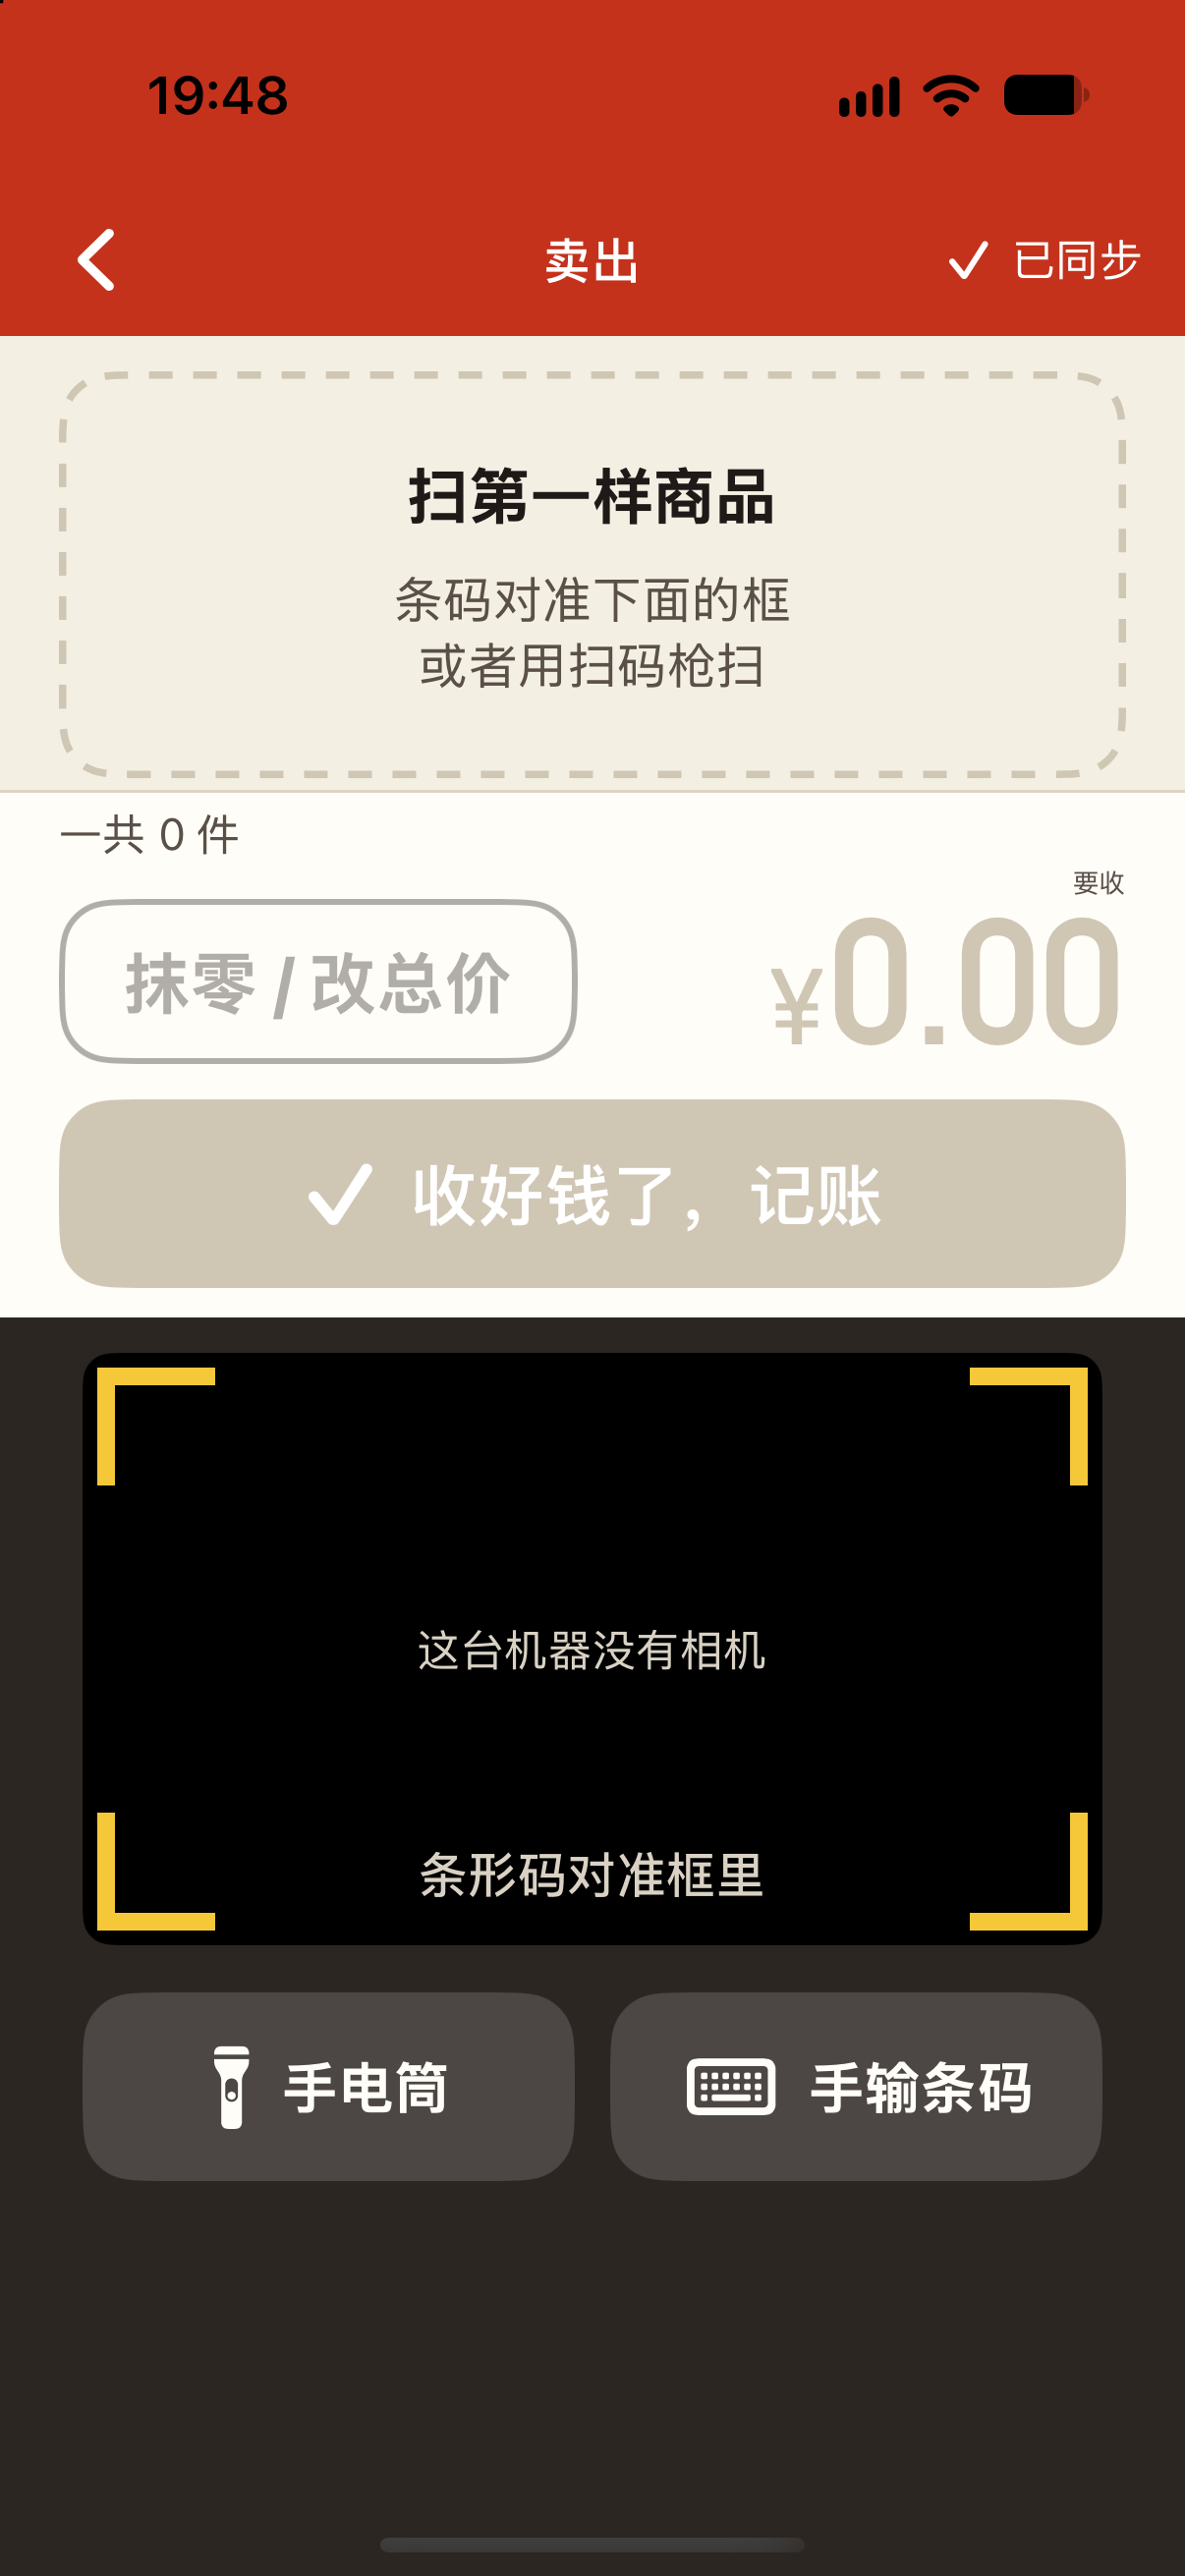 19:48
卖出
已同步
扫第一样商品
条码对准下面的框
或者用扫码枪扫
一共 0 件
要收
抹零 / 改总价
¥0.00
收好钱了，记账
这台机器没有相机
条形码对准框里
手电筒
手输条码